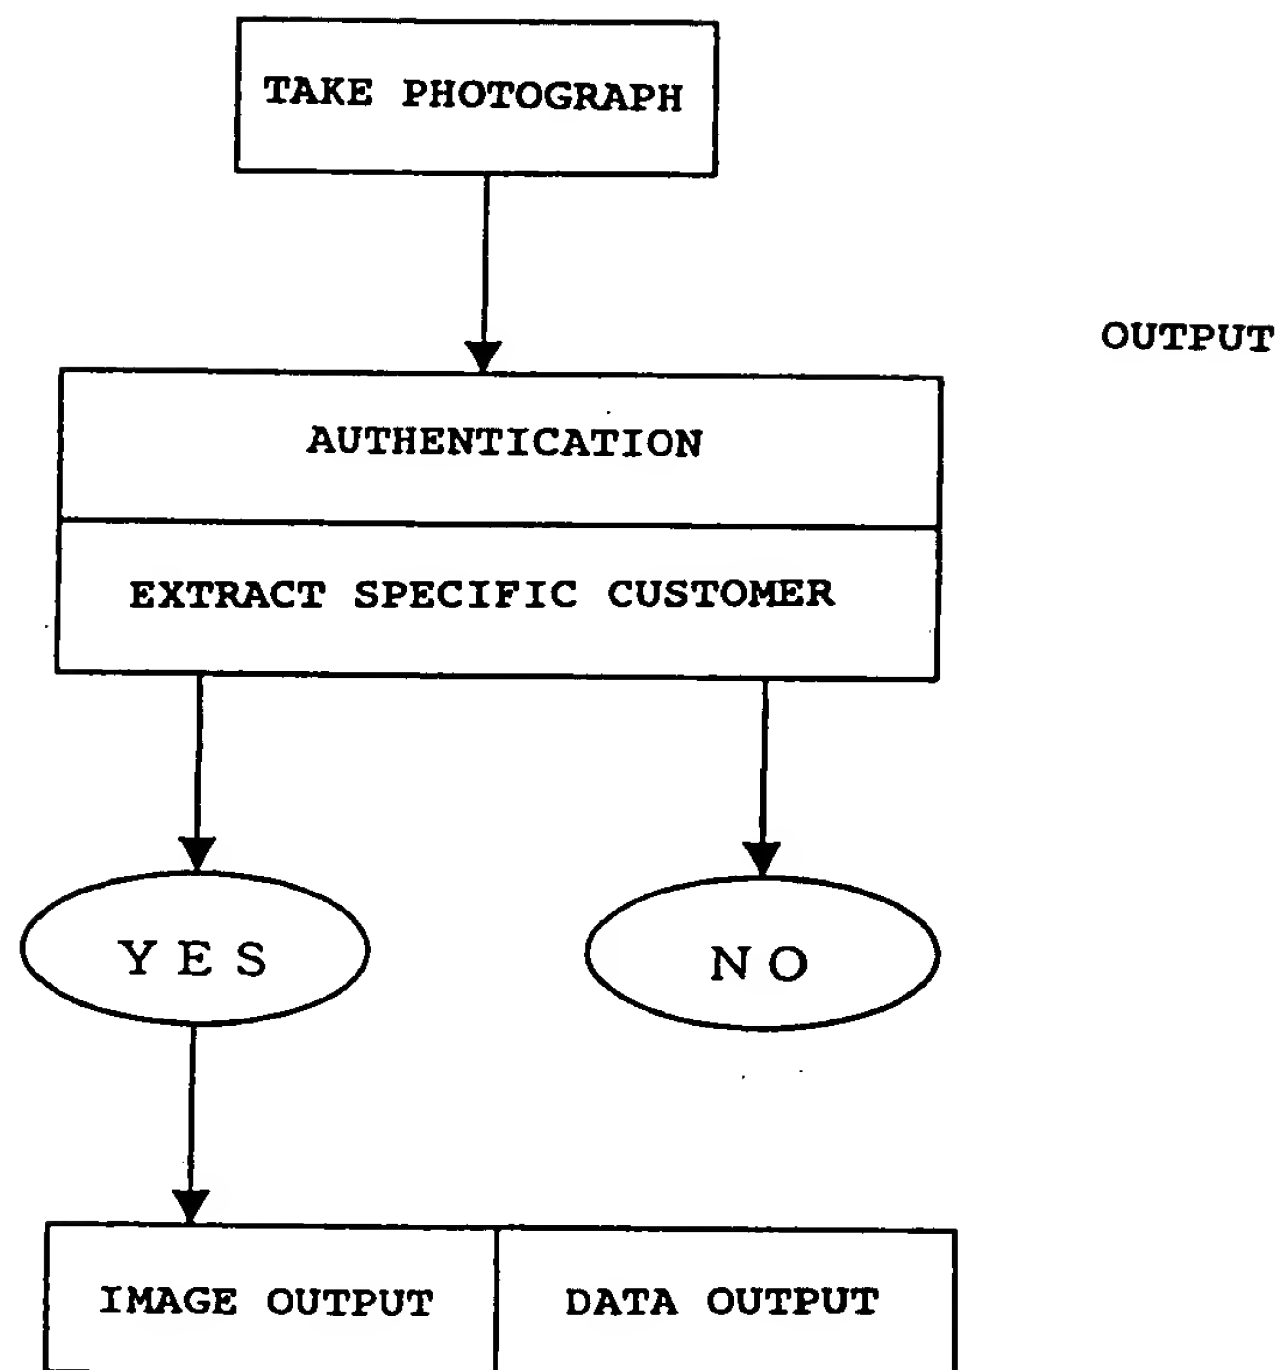 TAKE PHOTOGRAPH
OUTPUT
AUTHENTICATION
EXTRACT SPECIFIC CUSTOMER
YES
NO
IMAGE OUTPUT
DATA OUTPUT